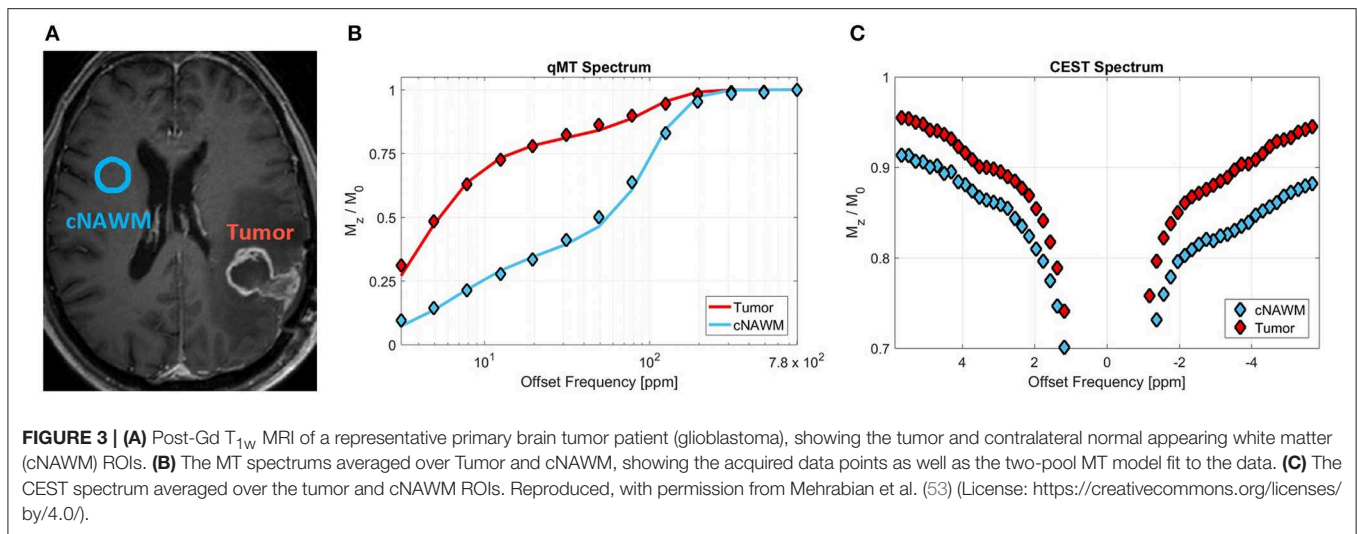 A
cNAWM
Tumor
B
qMT Spectrum
1
0.75
0.5
0.25
0
M_z / M_0
10^1
10^2
7.8 x 10^2
Offset Frequency [ppm]
Tumor
cNAWM
C
CEST Spectrum
1
0.9
0.8
0.7
M_z / M_0
4
2
0
-2
-4
Offset Frequency [ppm]
cNAWM
Tumor
FIGURE 3 | (A) Post-Gd T1w MRI of a representative primary brain tumor patient (glioblastoma), showing the tumor and contralateral normal appearing white matter
(cNAWM) ROIs. (B) The MT spectrums averaged over Tumor and cNAWM, showing the acquired data points as well as the two-pool MT model fit to the data. (C) The
CEST spectrum averaged over the tumor and cNAWM ROIs. Reproduced, with permission from Mehrabian et al. (53) (License: https://creativecommons.org/licenses/
by/4.0/).